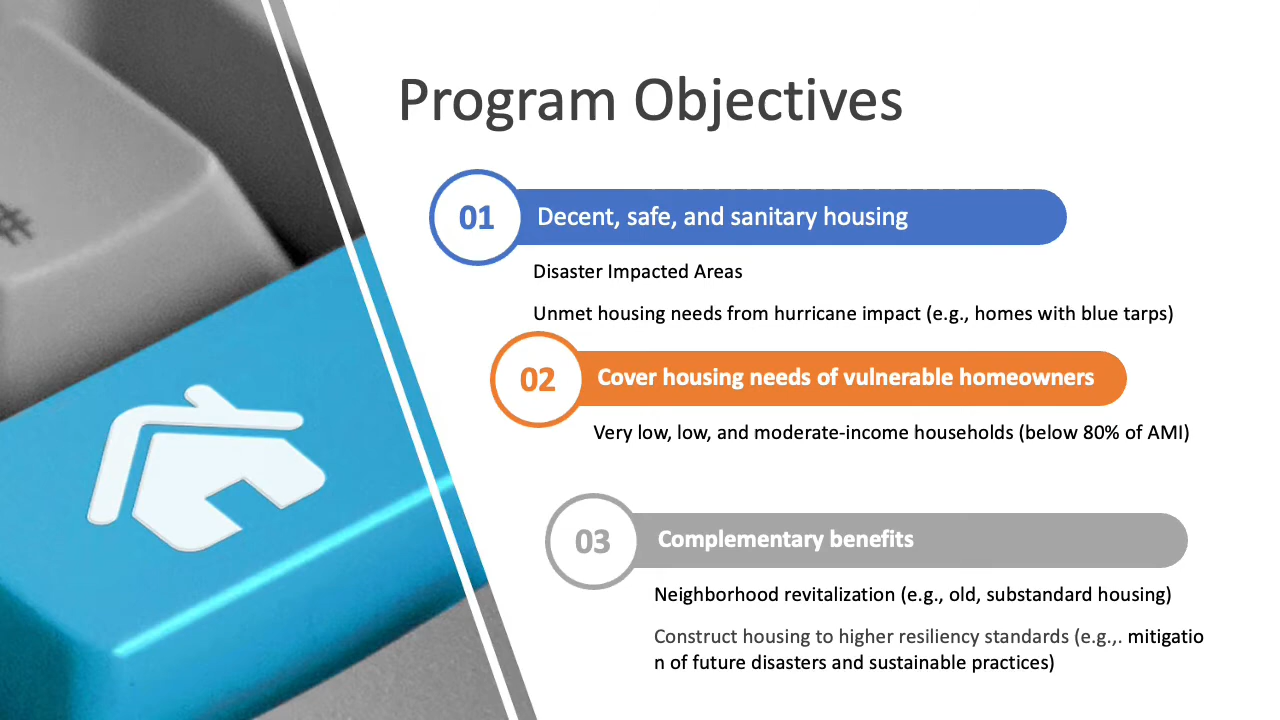 #
Program Objectives
01
Decent, safe, and sanitary housing
Disaster Impacted Areas
Unmet housing needs from hurricane impact (e.g., homes with blue tarps)
02
Cover housing needs of vulnerable homeowners
Very low, low, and moderate-income households (below 80% of AMI)
03
Complementary benefits
Neighborhood revitalization (e.g., old, substandard housing)
Construct housing to higher resiliency standards (e.g.,. mitigatio
n of future disasters and sustainable practices)